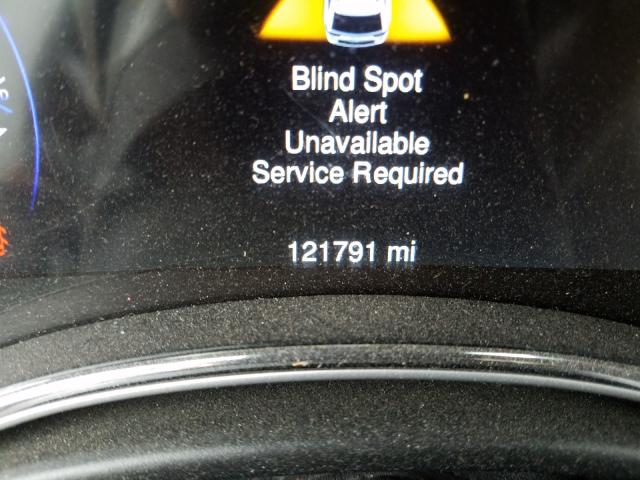 Blind Spot
Alert
Unavailable
Service Required
121791 mi